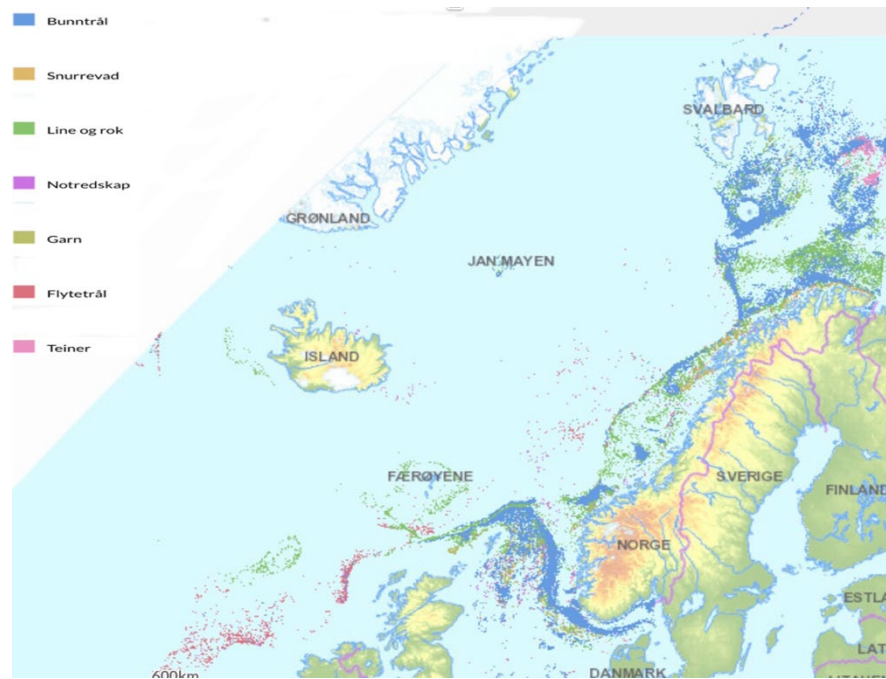 Bunntrål
Snurrevad
Line og rok
Notredskap
Garn
Flytetrål
Teiner
SVALBARD
GRØNLAND
JAN MAYEN
ISLAND
FÆRØYENE
SVERIGE
FINLAND
NORGE
ESTLA
LAT
DANMARK
600km